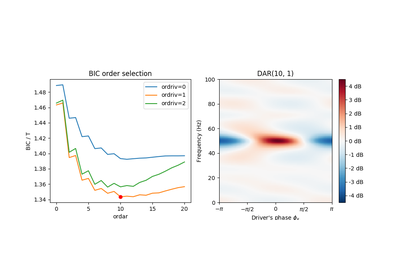 BIC order selection
ordriv=0
ordriv=1
ordriv=2
1.48
1.46
1.44
1.42
1.40
1.38
1.36
1.34
BIC / T
0 5 10 15 20
ordar
DAR(10, 1)
100
80
60
40
20
0
Frequency (Hz)
−π −π/2 0 π/2 π
Driver's phase ϕₓ
4 dB
3 dB
2 dB
1 dB
0 dB
-1 dB
-2 dB
-3 dB
-4 dB